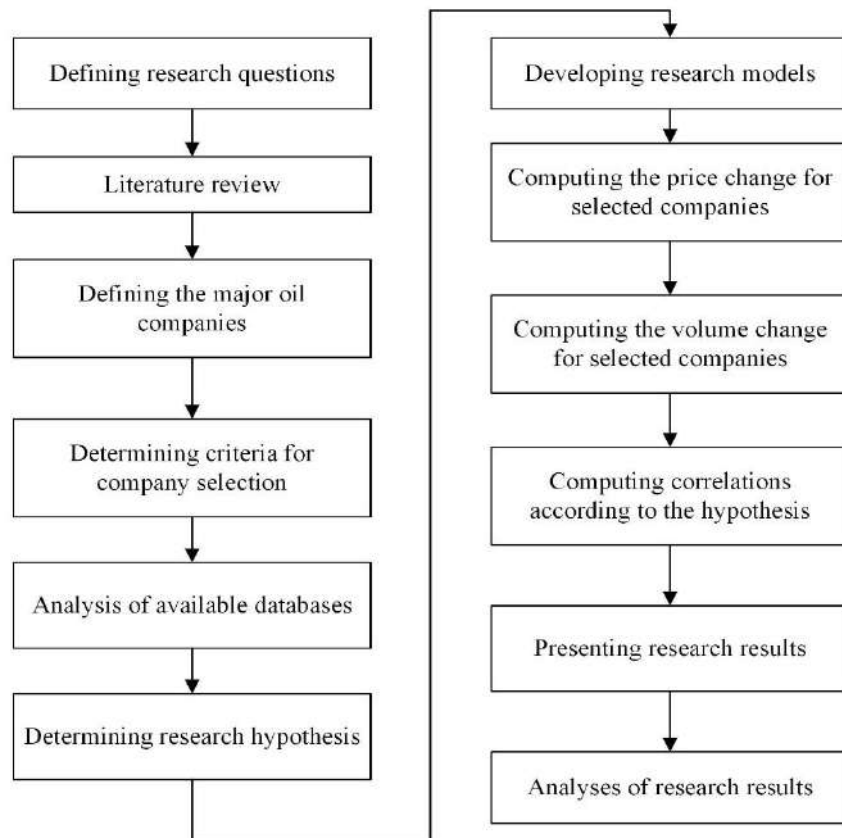 Defining research questions
Literature review
Defining the major oil
companies
Determining criteria for
company selection
Analysis of available databases
Determining research hypothesis
Developing research models
Computing the price change for
selected companies
Computing the volume change
for selected companies
Computing correlations
according to the hypothesis
Presenting research results
Analyses of research results